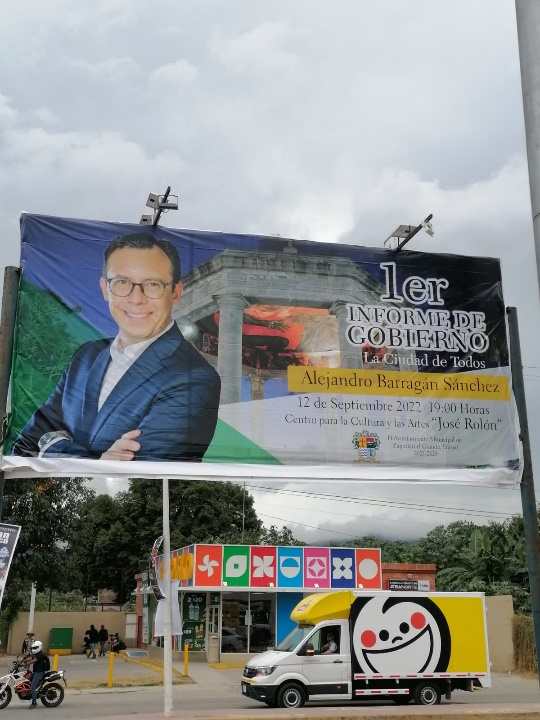 1er
INFORME DE
GOBIERNO
La Ciudad de Todos
Alejandro Barragán Sánchez
12 de Septiembre 2022 19:00 Horas
Centro para la Cultura y las Artes "José Rolón"
H. Ayuntamiento Municipal de
Zapotlán el Grande, Jalisco
2021-2024